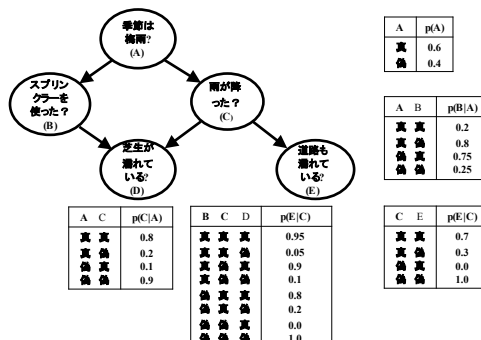 季節は
梅雨?
(A)
スプリン
クラーを
使った？
(B)
雨が降
った？
(C)
芝生が
濡れて
いる?
(D)
道路も
濡れて
いる?
(E)
A p(A)
真 0.6
偽 0.4
A B p(B|A)
真 真 0.2
真 偽 0.8
偽 真 0.75
偽 偽 0.25
A C p(C|A)
真 真 0.8
真 偽 0.2
偽 真 0.1
偽 偽 0.9
B C D p(E|C)
真 真 真 0.95
真 真 偽 0.05
真 偽 真 0.9
真 偽 偽 0.1
偽 真 真 0.8
偽 真 偽 0.2
偽 偽 真 0.0
偽 偽 偽 1.0
C E p(E|C)
真 真 0.7
真 偽 0.3
偽 真 0.0
偽 偽 1.0